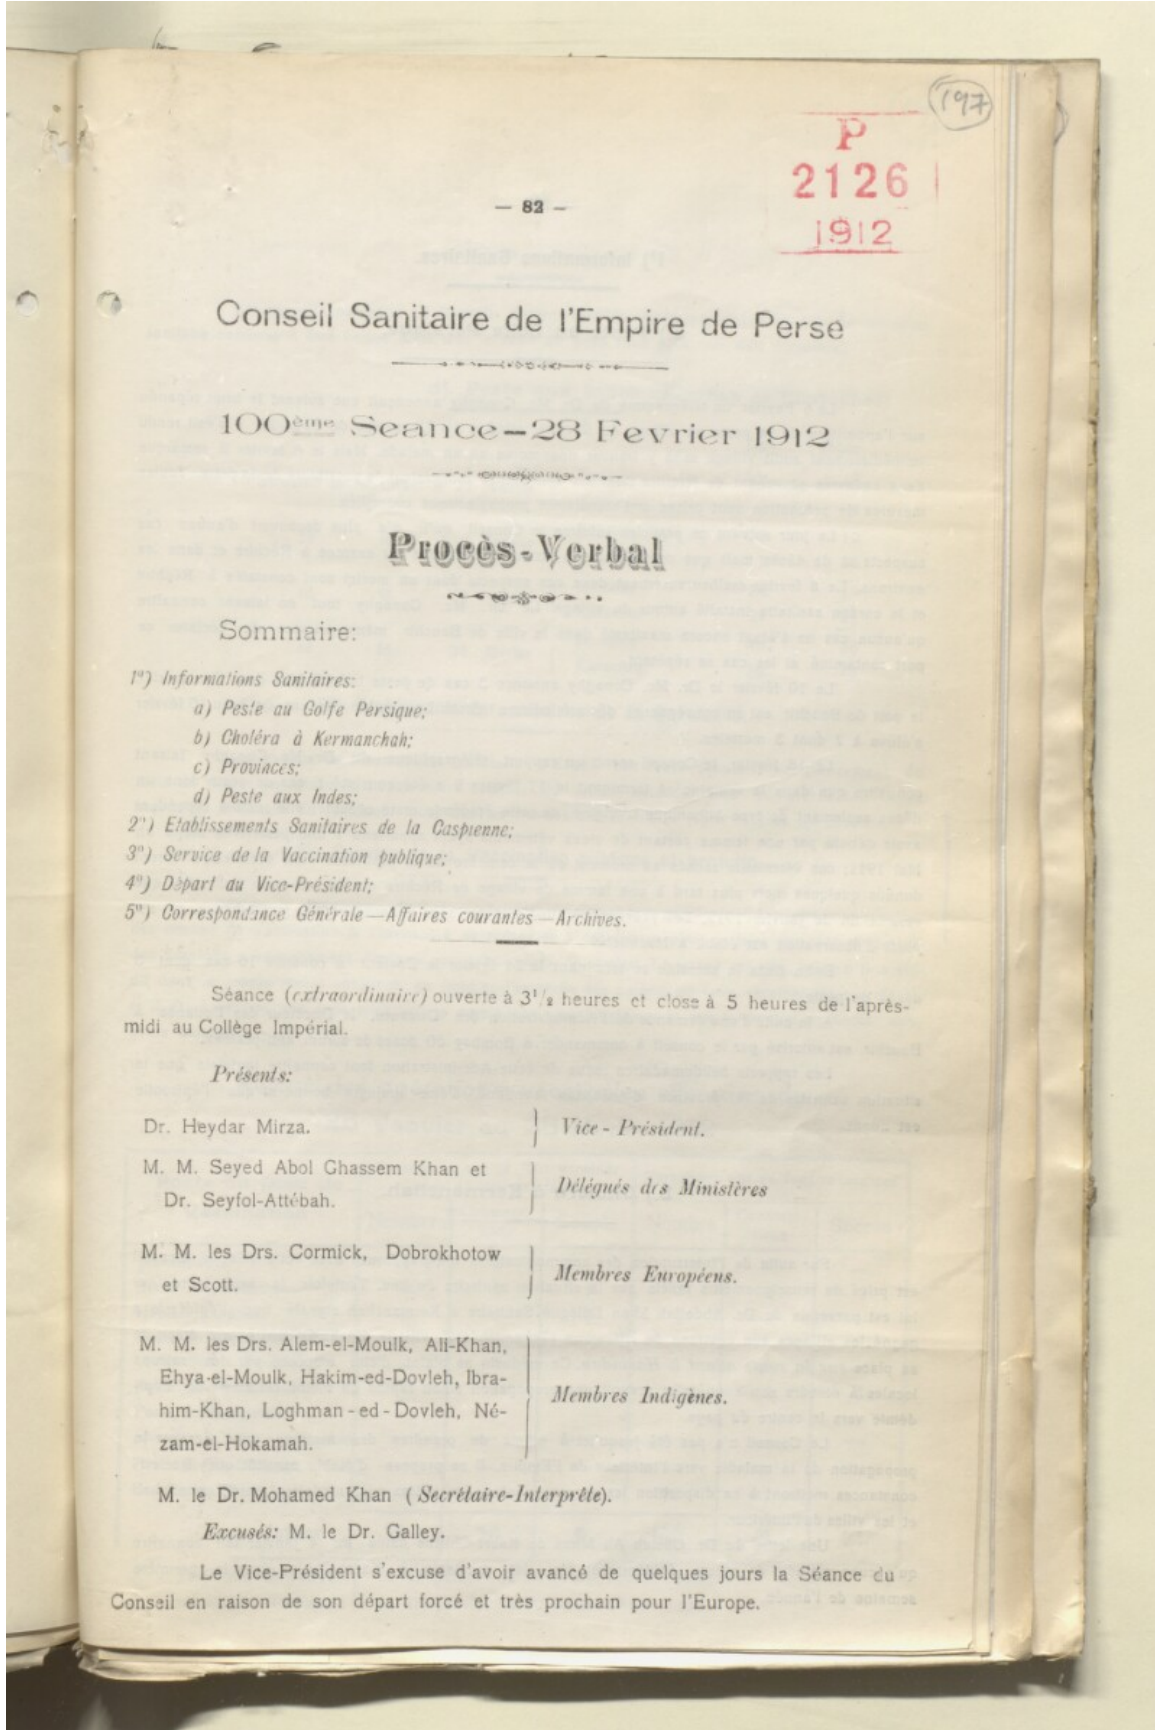 197
P
2126
1912
— 82 —
Conseil Sanitaire de l'Empire de Perse
100ème Seance—28 Fevrier 1912
Procès-Verbal
Sommaire:
1°) Informations Sanitaires:
a) Peste au Golfe Persique;
b) Choléra à Kermanchah;
c) Provinces;
d) Peste aux Indes;
2°) Etablissements Sanitaires de la Caspienne;
3°) Service de la Vaccination publique;
4°) Départ du Vice-Président;
5°) Correspondance Générale—Affaires courantes—Archives.
Séance (extraordinaire) ouverte à 3 1/2 heures et close à 5 heures de l'après-
midi au Collège Impérial.
Présents:
Dr. Heydar Mirza. Vice - Président.
M. M. Seyed Abol Ghassem Khan et
Dr. Seyfol-Attébah. Délégués des Ministères
M. M. les Drs. Cormick, Dobrokhotow
et Scott. Membres Européens.
M. M. les Drs. Alem-el-Moulk, Ali-Khan,
Ehya-el-Moulk, Hakim-ed-Dovleh, Ibra-
him-Khan, Loghman-ed-Dovleh, Né-
zam-el-Hokamah. Membres Indigènes.
M. le Dr. Mohamed Khan (Secrétaire-Interprête).
Excusés: M. le Dr. Galley.
Le Vice-Président s'excuse d'avoir avancé de quelques jours la Séance du
Conseil en raison de son départ forcé et très prochain pour l'Europe.